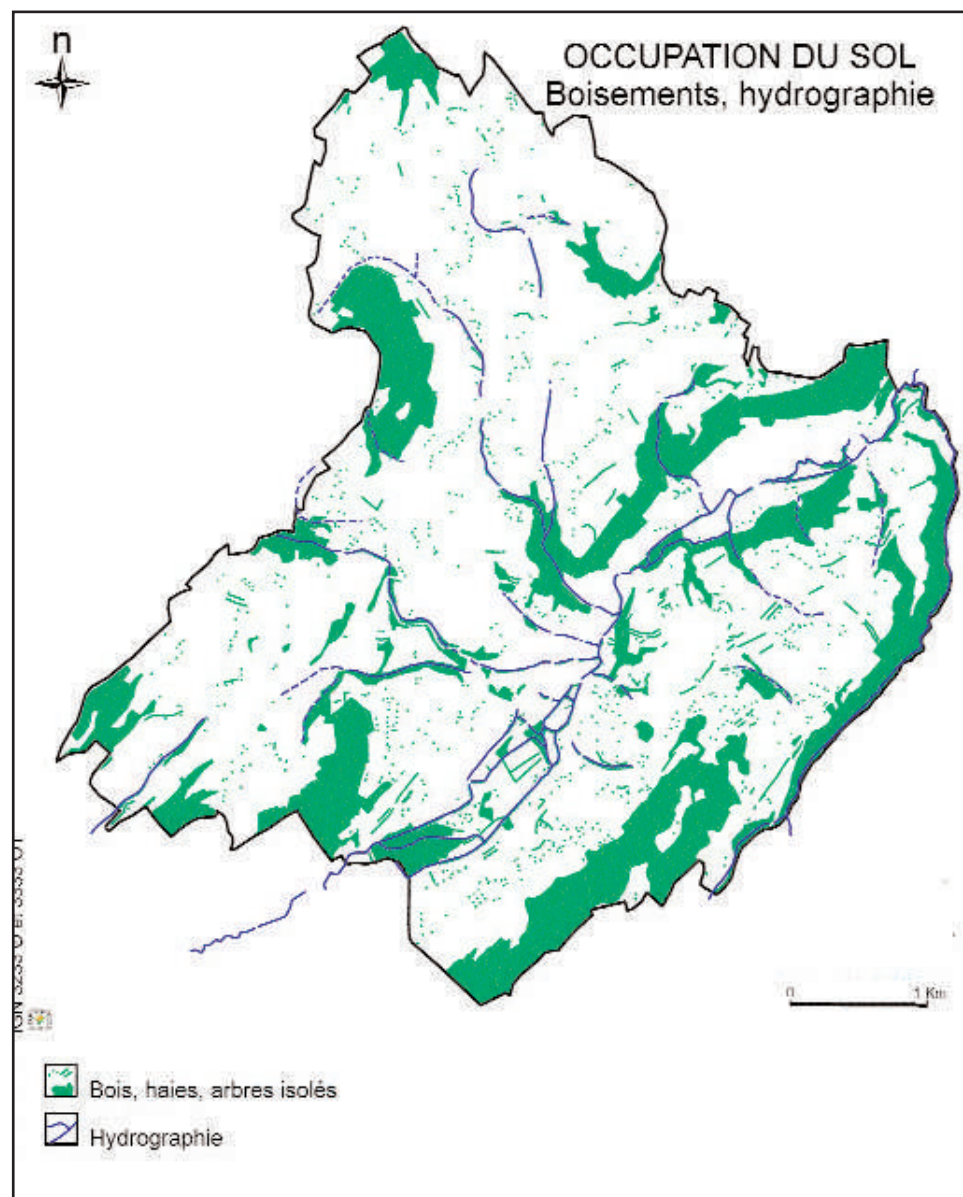 n
OCCUPATION DU SOL
Boisements, hydrographie
0 1 Km
Bois, haies, arbres isolés
Hydrographie